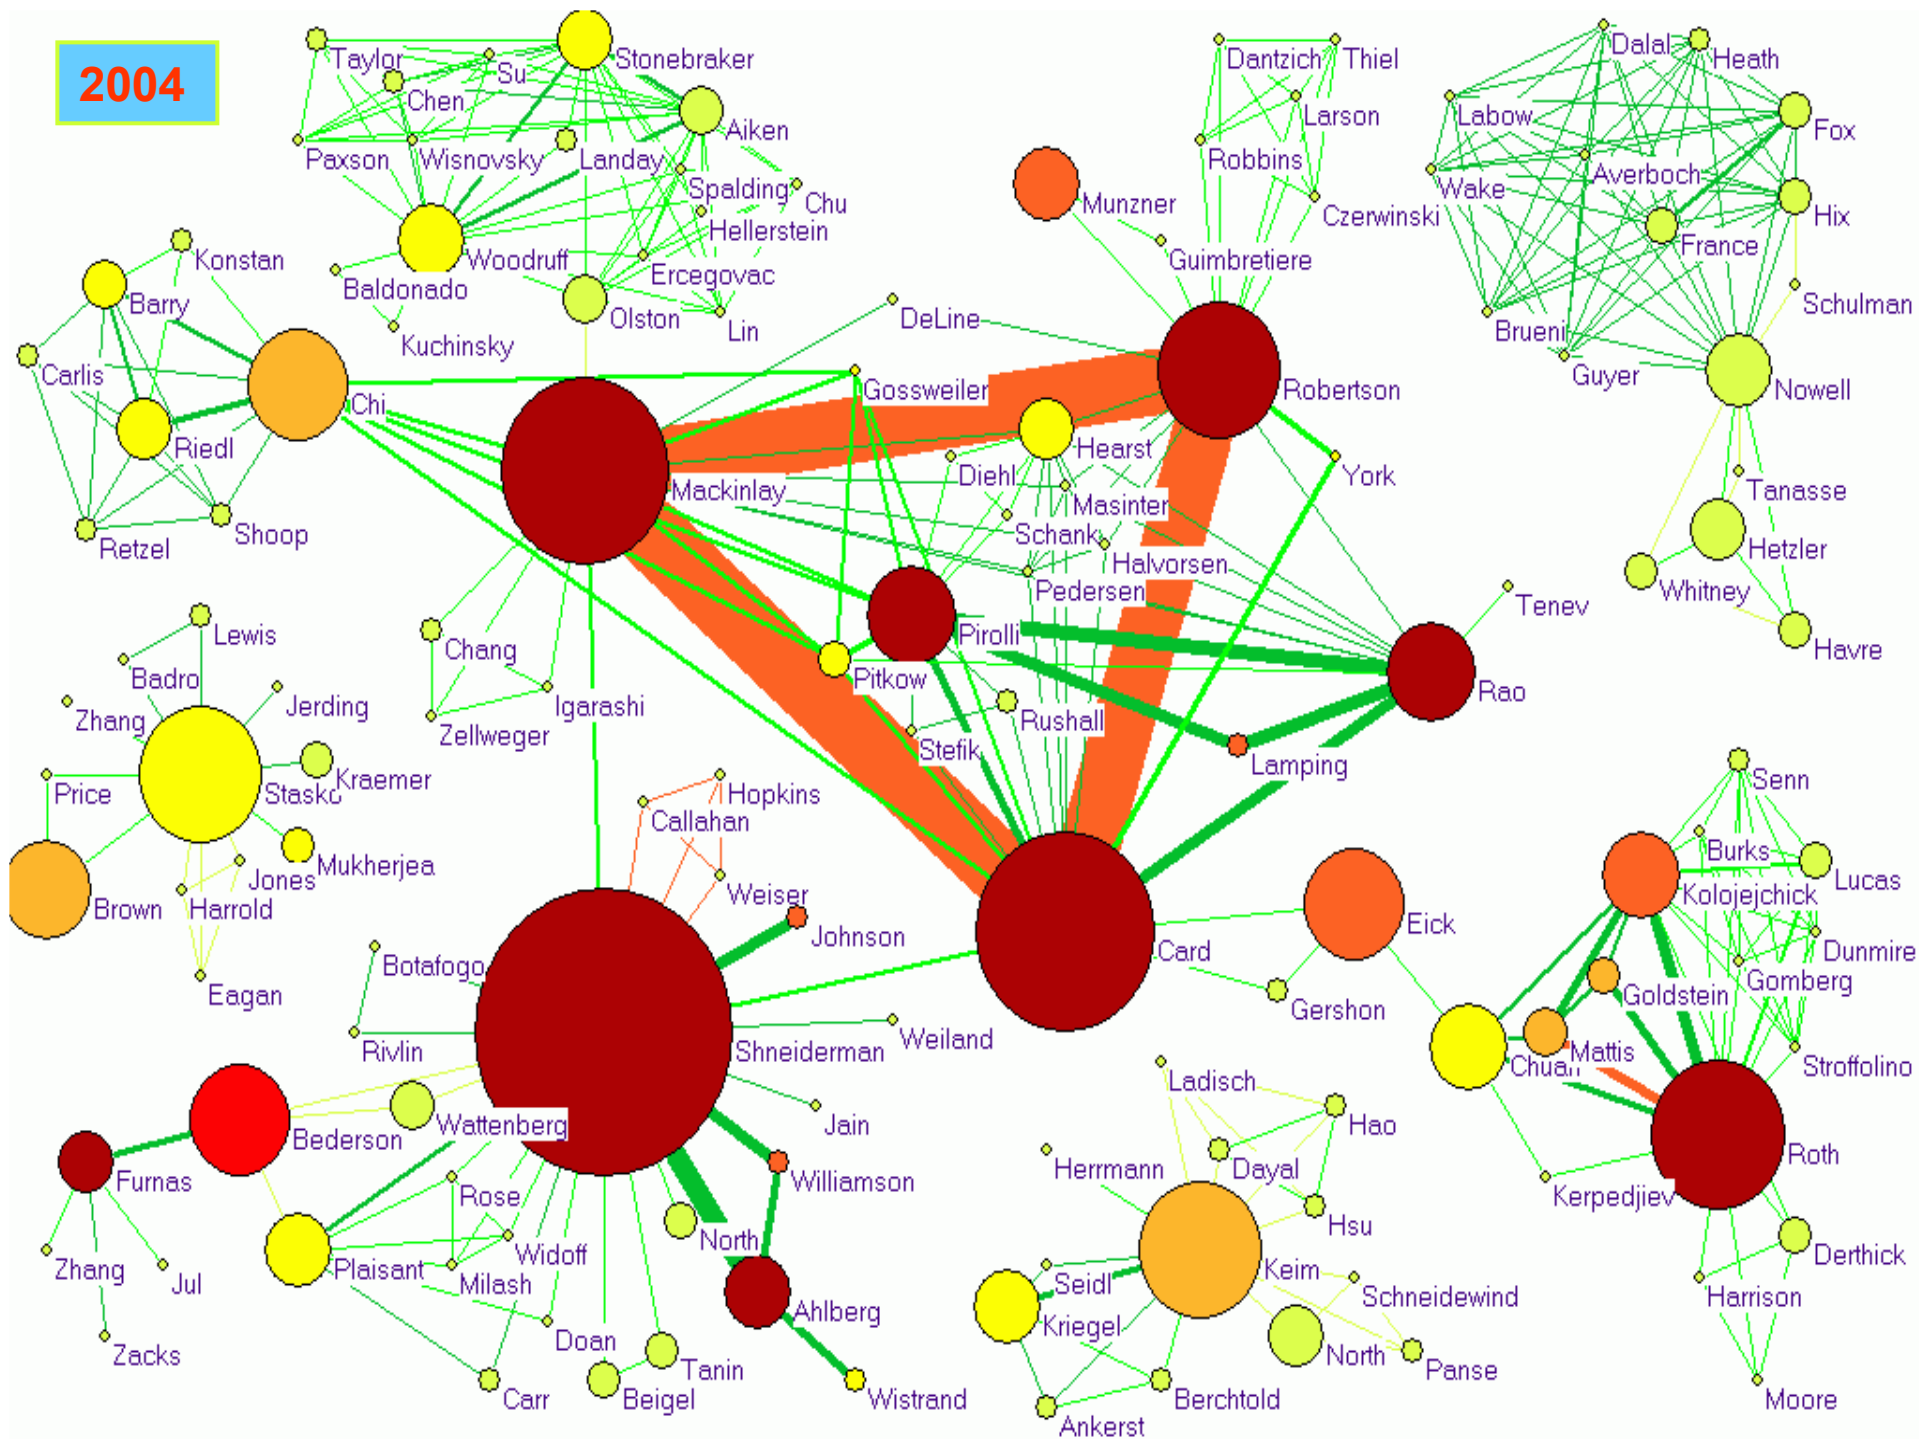 2004
Taylor
Su
Stonebraker
Chen
Aiken
Paxson
Wisnovsky
Landay
Spalding
Chu
Hellerstein
Woodruff
Ercegovac
Baldonado
Olston
Lin
Kuchinsky
Dantzich
Thiel
Larson
Robbins
Munzner
Czerwinski
Guimbretiere
Dalal
Heath
Labow
Fox
Averboch
Wake
Hix
France
Schulman
Brueni
Guyer
Nowell
Tanasse
Hetzler
Whitney
Havre
Konstan
Barry
Carlis
Chi
Riedl
Shoop
Retzel
DeLine
Gossweiler
Robertson
Hearst
York
Diehl
Mackinlay
Masinter
Schank
Halvorsen
Pedersen
Tenev
Pirolli
Pitkow
Rao
Rushall
Stefik
Lamping
Chang
Igarashi
Zellweger
Lewis
Badro
Jerding
Zhang
Kraemer
Price
Stasko
Mukherjea
Jones
Brown
Harrold
Eagan
Hopkins
Callahan
Weiser
Johnson
Botafogo
Card
Eick
Gershon
Rivlin
Shneiderman
Weiland
Jain
Wattenberg
Bederson
Furnas
Williamson
Rose
North
Widoff
Plaisant
Milash
Zhang
Jul
Ahlberg
Doan
Zacks
Tanin
Carr
Beigel
Wistrand
Senn
Burks
Lucas
Kolojejchick
Dunmire
Gomberg
Goldstein
Mattis
Chuah
Stroffolino
Roth
Kerpedjiev
Derthick
Harrison
Moore
Ladisch
Hao
Herrmann
Dayal
Hsu
Keim
Seidl
Schneidewind
Kriegel
North
Panse
Berchtold
Ankerst